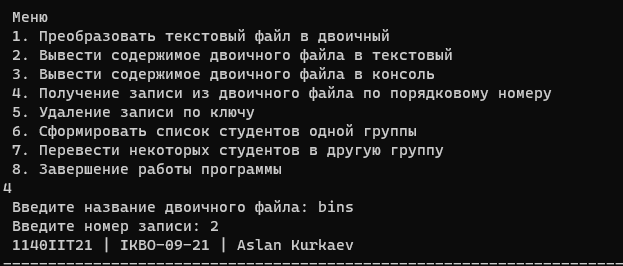 Меню
1. Преобразовать текстовый файл в двоичный
2. Вывести содержимое двоичного файла в текстовый
3. Вывести содержимое двоичного файла в консоль
4. Получение записи из двоичного файла по порядковому номеру
5. Удаление записи по ключу
6. Сформировать список студентов одной группы
7. Перевести некоторых студентов в другую группу
8. Завершение работы программы
4
Введите название двоичного файла: bins
Введите номер записи: 2
1140IIT21 | IKBO-09-21 | Aslan Kurkaev